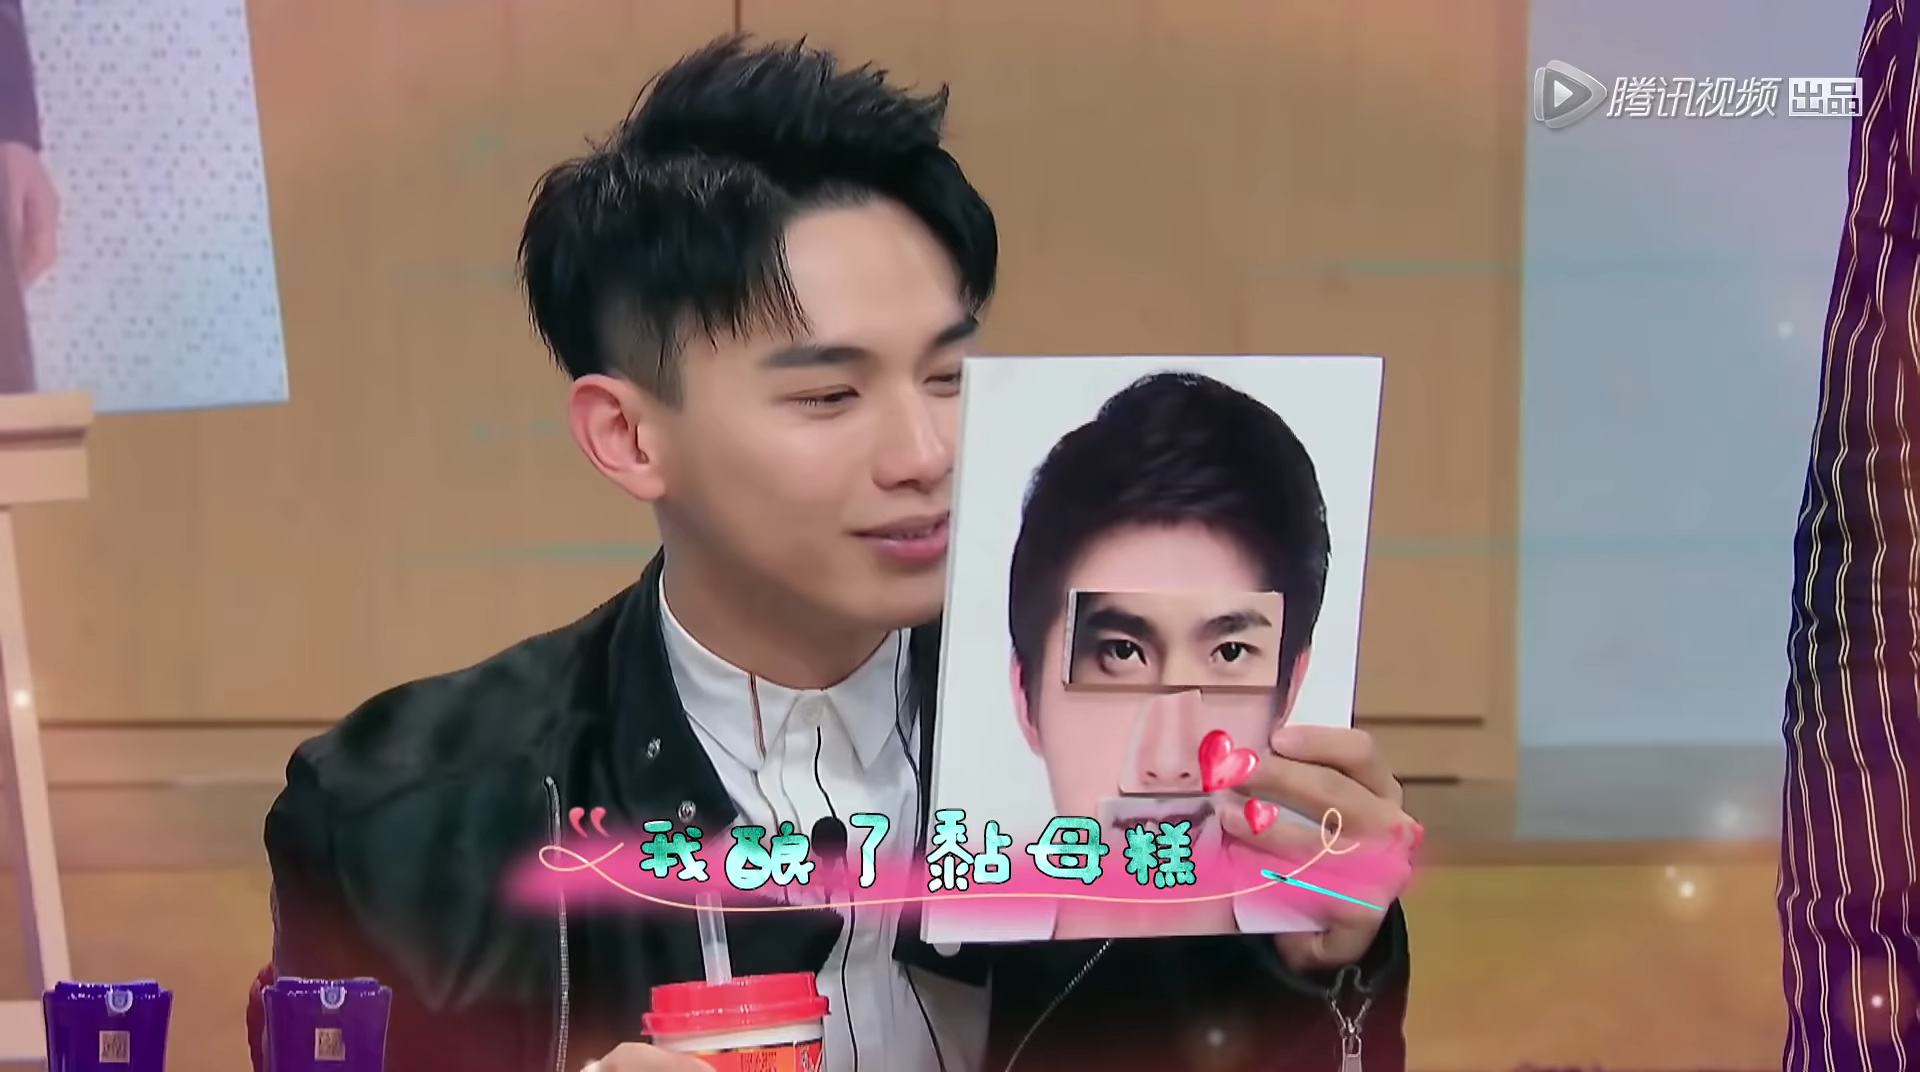 腾讯视频 出品
“我酿了黏母糕”